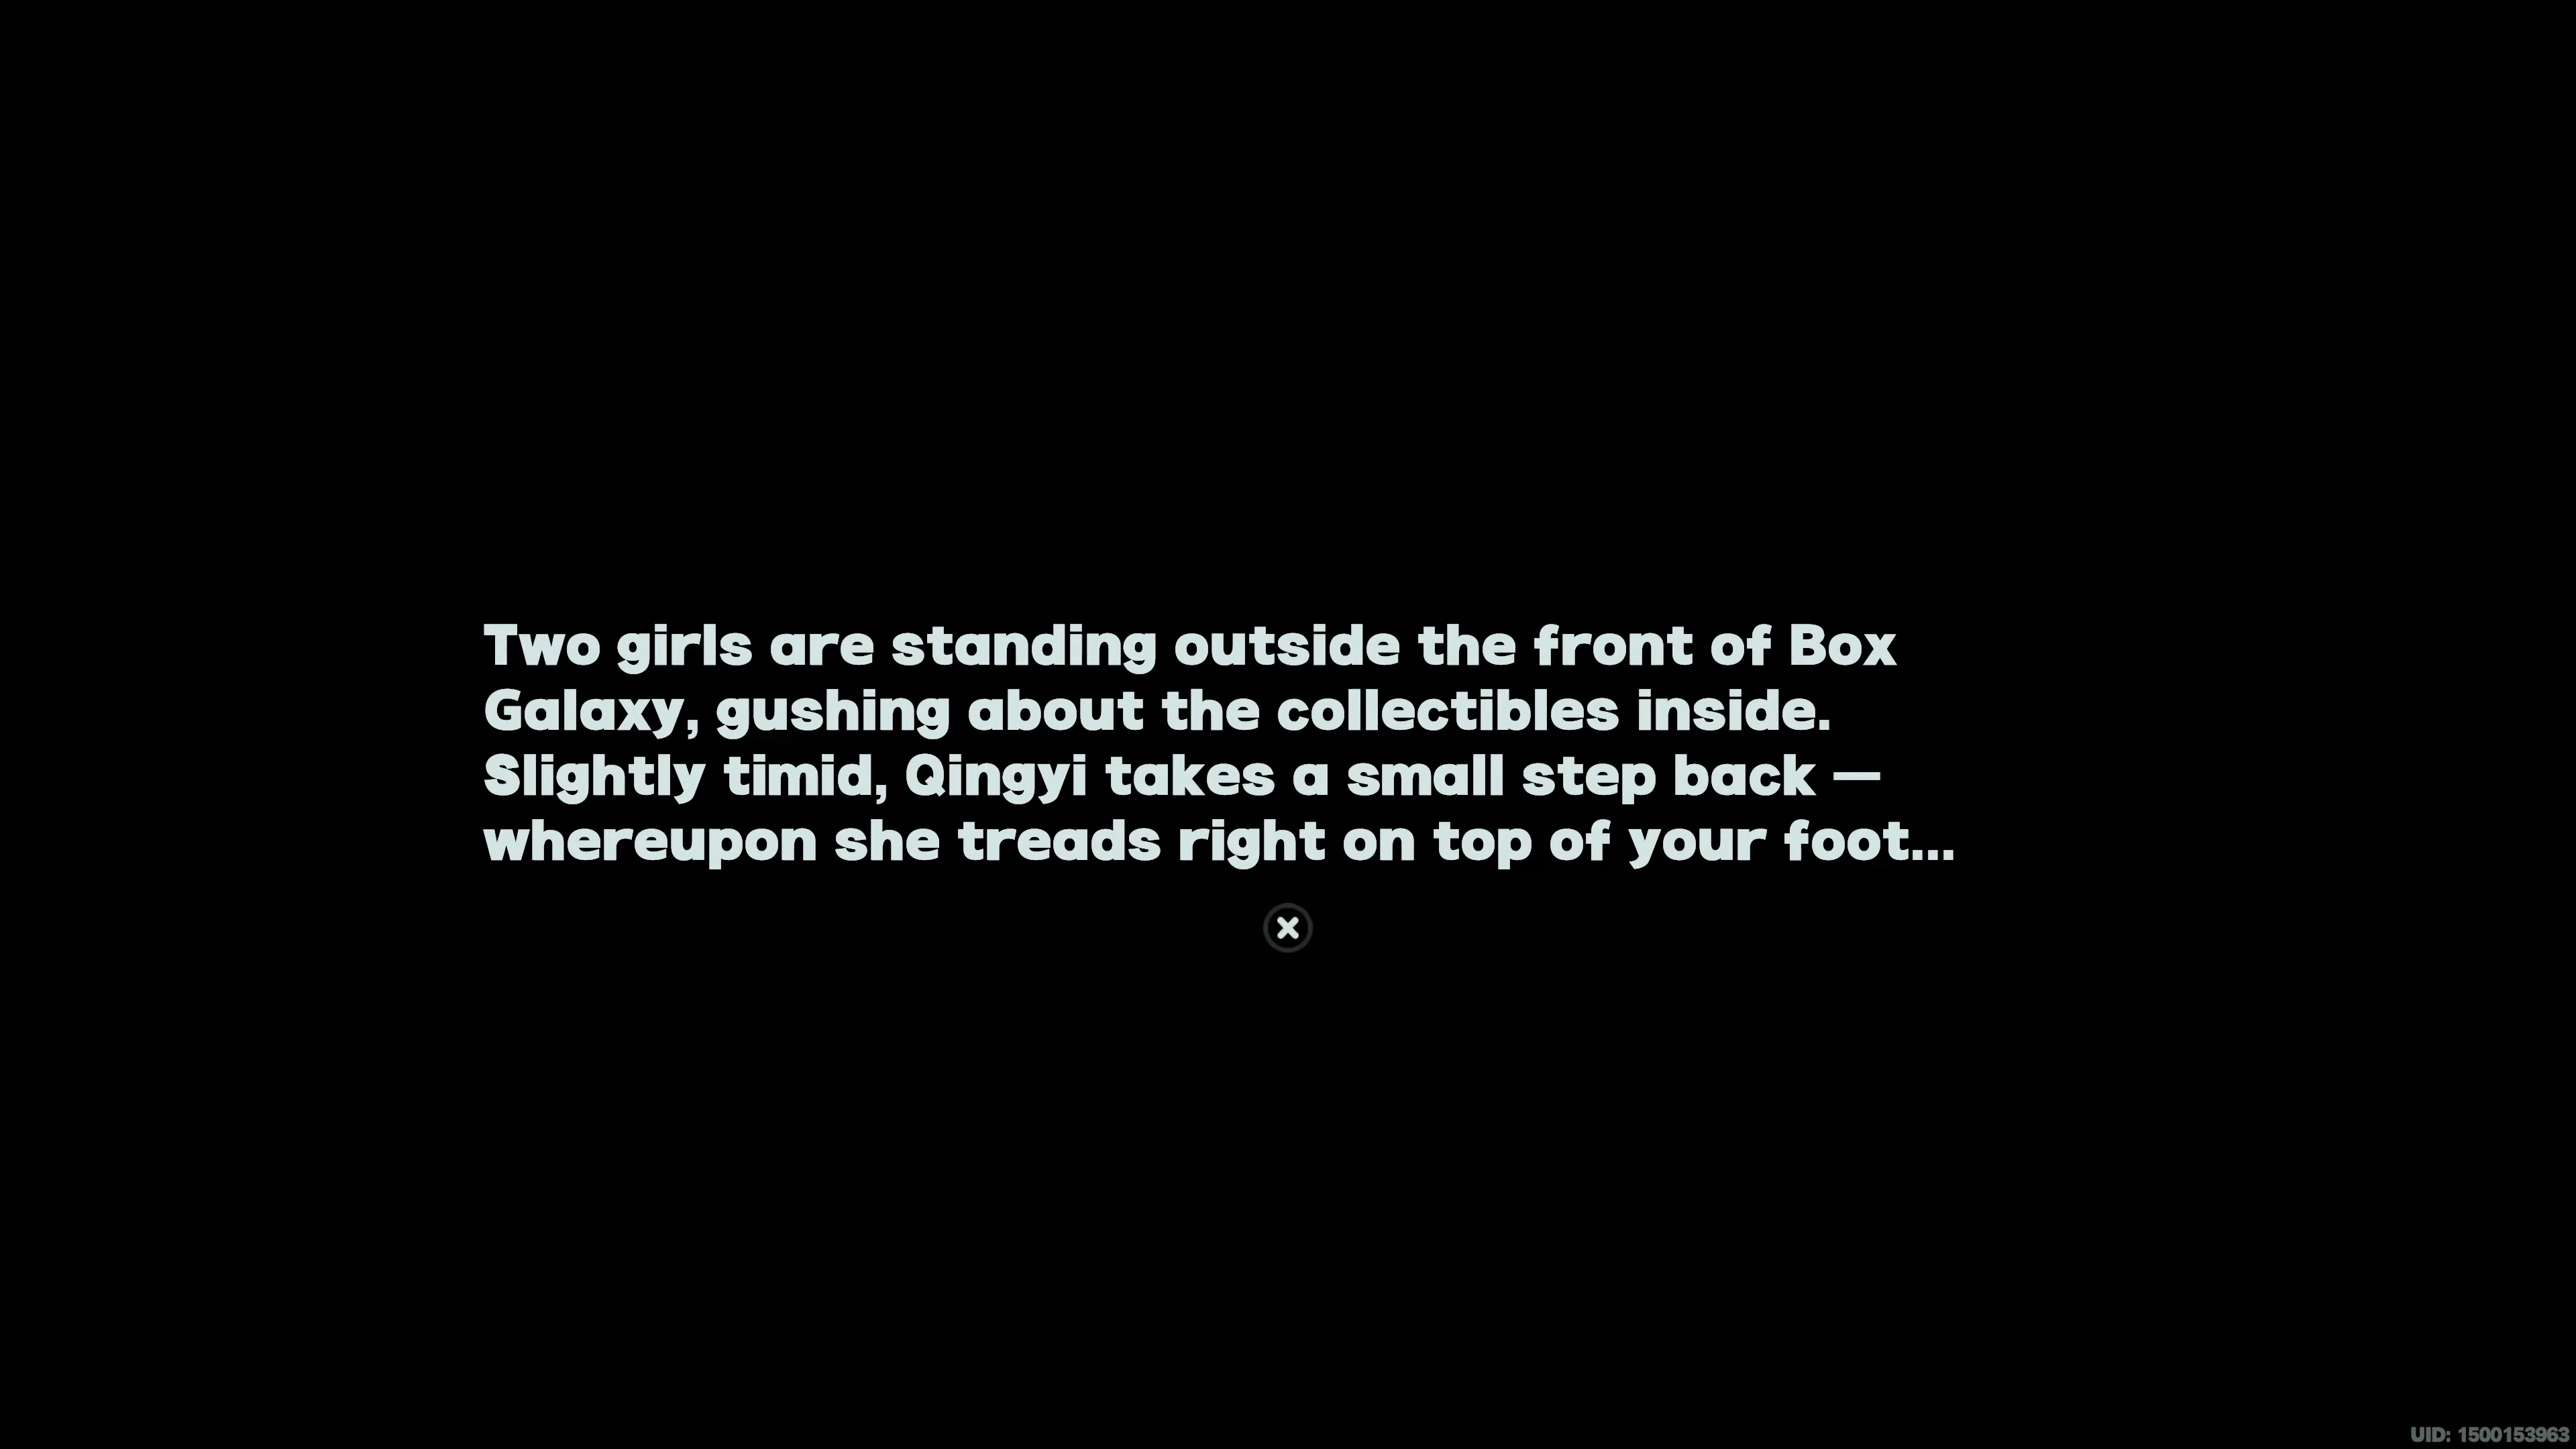 Two girls are standing outside the front of Box
Galaxy, gushing about the collectibles inside.
Slightly timid, Qingyi takes a small step back —
whereupon she treads right on top of your foot...
UID: 1500153963